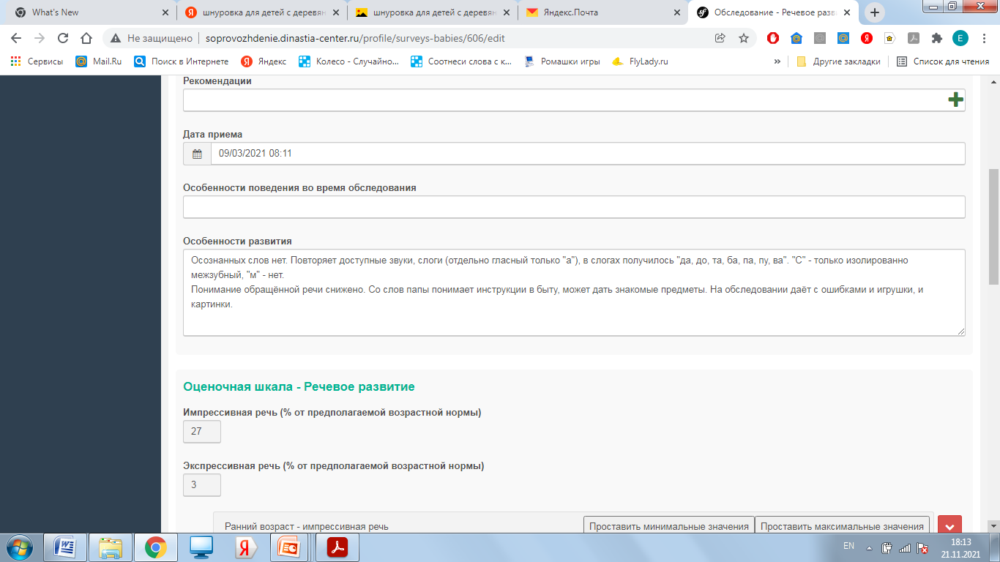 What's New
шнуровка для детей с деревян
шнуровка для детей с деревян
Яндекс.Почта
Обследование - Речевое разв
Не защищено
soprovozhdenie.dinastia-center.ru/profile/surveys-babies/606/edit
E
Сервисы
Mail.Ru
Поиск в Интернете
Яндекс
Колесо - Случайно...
Соотнеси слова с к...
Ромашки игры
FlyLady.ru
»
Другие закладки
Список для чтения
Рекомендации
Дата приема
09/03/2021 08:11
Особенности поведения во время обследования
Особенности развития
Осознанных слов нет. Повторяет доступные звуки, слоги (отдельно гласный только "а"), в слогах получилось "да, до, та, ба, па, пу, ва". "С" - только изолированно
межзубный, "м" - нет.
Понимание обращённой речи снижено. Со слов папы понимает инструкции в быту, может дать знакомые предметы. На обследовании даёт с ошибками и игрушки, и
картинки.
Оценочная шкала - Речевое развитие
Импрессивная речь (% от предполагаемой возрастной нормы)
27
Экспрессивная речь (% от предполагаемой возрастной нормы)
3
Ранний возраст - импрессивная речь
Проставить минимальные значения
Проставить максимальные значения
EN
18:13
21.11.2021